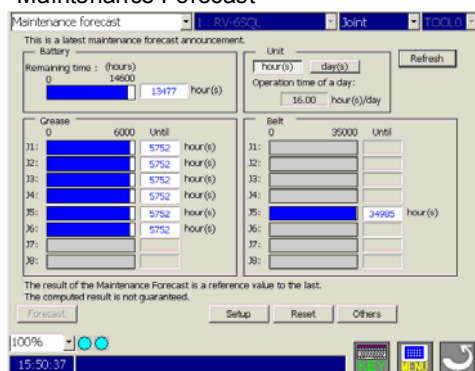 Maintenance Forecast
Maintenance forecast 1 : RV-6SQL Joint TOOL0
This is a latest maintenance forecast announcement.
Battery
Remaining time : (hours)
0 14600
13477 hour(s)
Unit
hour(s) day(s)
Refresh
Operation time of a day:
16.00 hour(s)/day
Grease
0 6000 Until
J1: 5752 hour(s)
J2: 5752 hour(s)
J3: 5752 hour(s)
J4: 5752 hour(s)
J5: 5752 hour(s)
J6: 5752 hour(s)
J7:
J8:
Belt
0 35000 Until
J1:
J2:
J3:
J4:
J5: 34985 hour(s)
J6:
J7:
J8:
The result of the Maintenance Forecast is a reference value to the last.
The computed result is not guaranteed.
Forecast Setup Reset Others
100%
15:50:37
KEY MENU